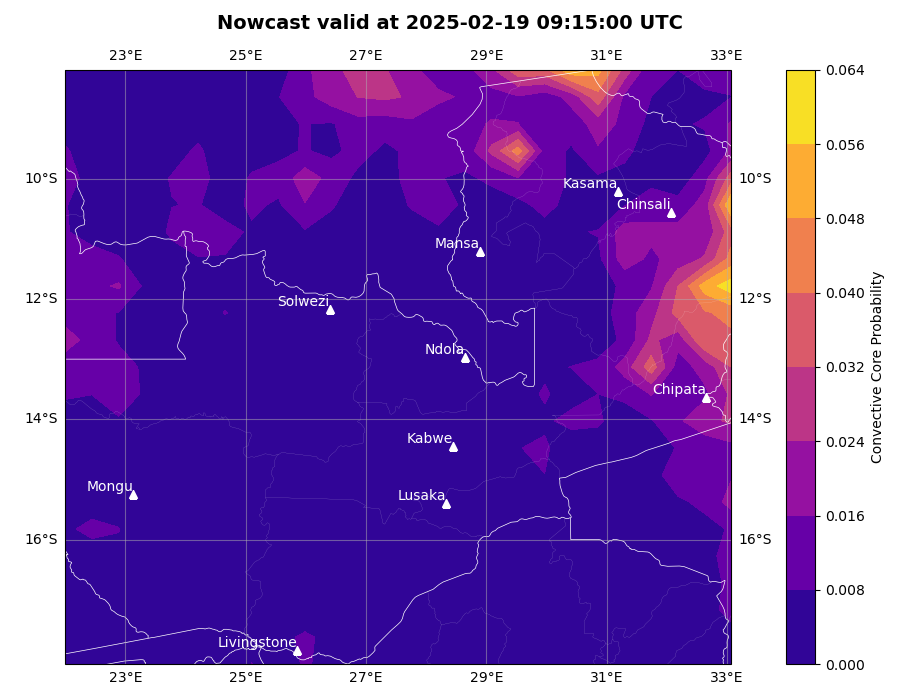 Nowcast valid at 2025-02-19 09:15:00 UTC
23°E 25°E 27°E 29°E 31°E 33°E
0.064
0.056
10°S Kasama 10°S
Chinsali
0.048
Mansa
0.040
12°S Solwezi 12°S
Ndola
0.032
Chipata
14°S 14°S
0.024
Kabwe
Mongu Lusaka
0.016
16°S 16°S
0.008
Livingstone
0.000
23°E 25°E 27°E 29°E 31°E 33°E
Convective Core Probability